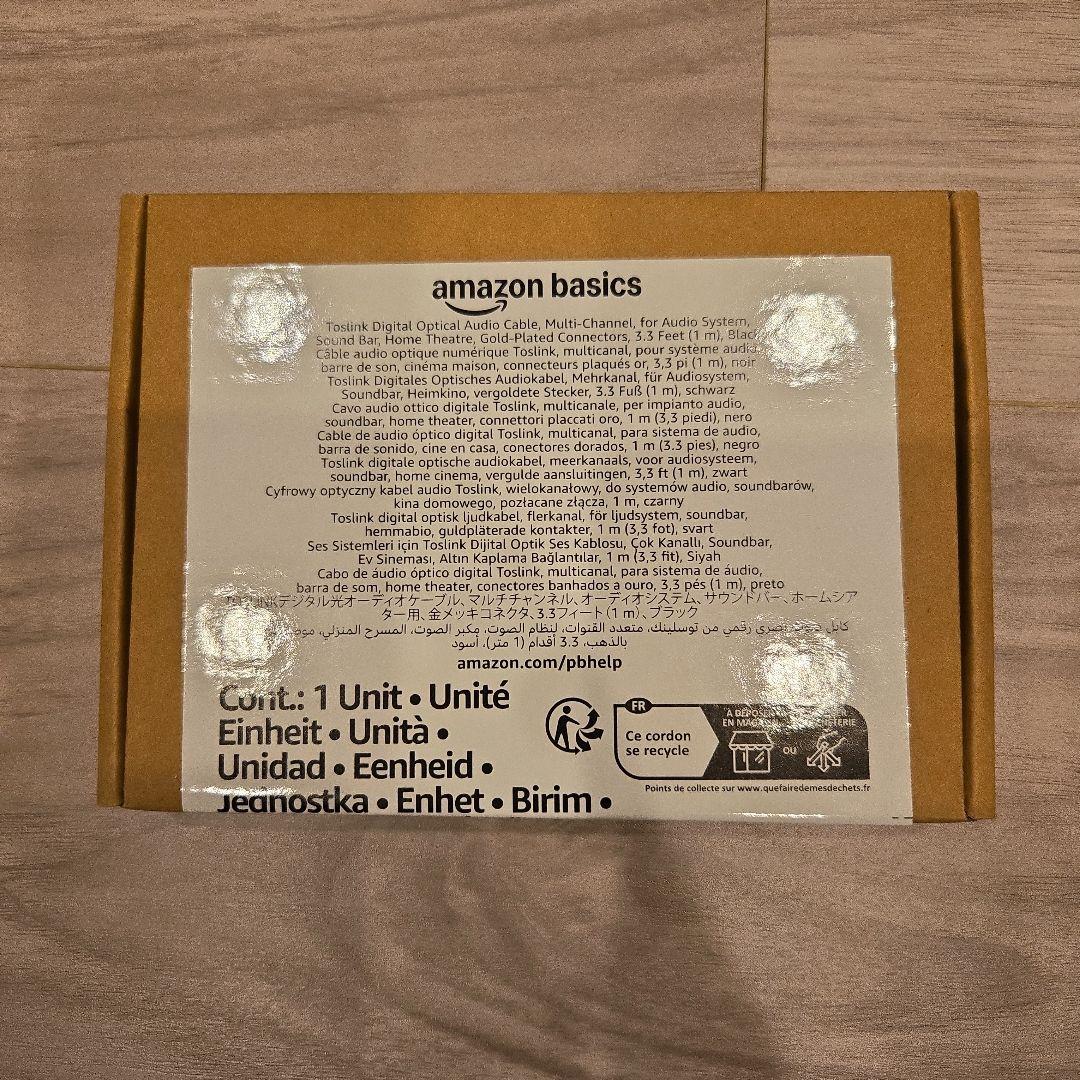 amazon basics
Toslink Digital Optical Audio Cable, Multi-Channel, for Audio System,
Sound Bar, Home Theatre, Gold-Plated Connectors, 3.3 Feet (1 m), Black
Câble audio optique numérique Toslink, multicanal, pour système audio,
barre de son, cinéma maison, connecteurs plaqués or, 3,3 pi (1 m), noir
Toslink Digitales Optisches Audiokabel, Mehrkanal, für Audiosystem,
Soundbar, Heimkino, vergoldete Stecker, 3.3 Fuß (1 m), schwarz
Cavo audio ottico digitale Toslink, multicanale, per impianto audio,
soundbar, home theater, connettori placcati oro, 1 m (3,3 piedi), nero
Cable de audio óptico digital Toslink, multicanal, para sistema de audio,
barra de sonido, cine en casa, conectores dorados, 1 m (3.3 pies), negro
Toslink digitale optische audiokabel, meerkanaals, voor audiosysteem,
soundbar, home cinema, vergulde aansluitingen, 3,3 ft (1 m), zwart
Cyfrowy optyczny kabel audio Toslink, wielokanałowy, do systemów audio, soundbarów,
kina domowego, pozłacane złącza, 1 m, czarny
Toslink digital optisk ljudkabel, flerkanal, för ljudsystem, soundbar,
hemmabio, guldpläterade kontakter, 1 m (3,3 fot), svart
Ses Sistemleri için Toslink Dijital Optik Ses Kablosu, Çok Kanallı, Soundbar,
Ev Sineması, Altın Kaplama Bağlantılar, 1 m (3,3 fit), Siyah
Cabo de áudio óptico digital Toslink, multicanal, para sistema de áudio,
barra de som, home theater, conectores banhados a ouro, 3,3 pés (1 m), preto
TOSLINKデジタル光オーディオケーブル、マルチチャンネル、オーディオシステム、サウンドバー、ホームシア
ター用、金メッキコネクタ、3.3フィート(1 m)、ブラック
كابل صوت بصري رقمي من توسلينك، متعدد القنوات، لنظام الصوت، مكبر الصوت، المسرح المنزلي،
بالذهب، 3.3 أقدام (1 متر)، أسود
amazon.com/pbhelp
Cont.: 1 Unit • Unité
Einheit • Unità •
Unidad • Eenheid •
Jednostka • Enhet • Birim •
FR
Ce cordon
se recycle
À DÉPOSER
EN MAGASIN
OU
Points de collecte sur www.quefairedemesdechets.fr